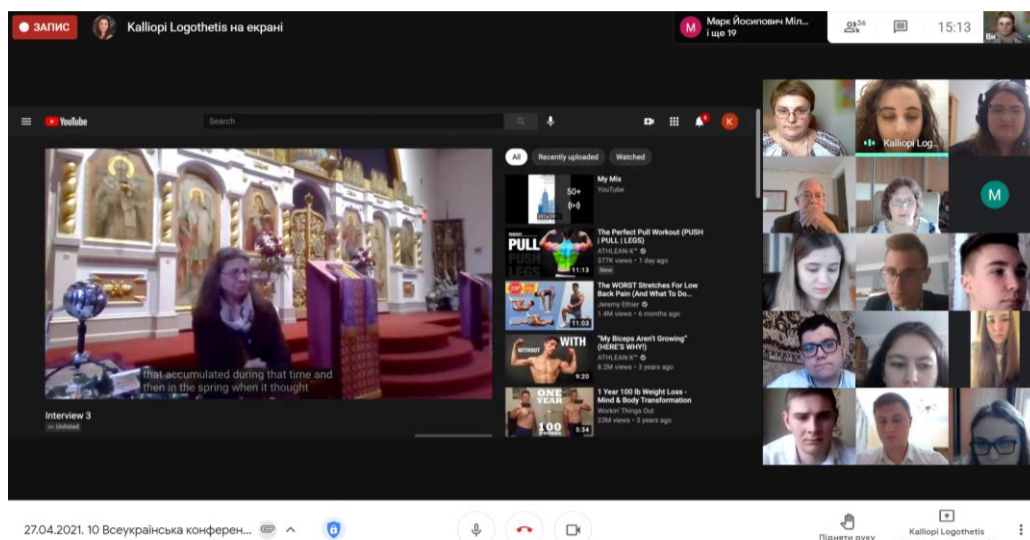 ЗАПИС
Kalliopi Logothetis на екрані
M
Марк Йосипович Міл...
і ще 19
36
15:13
YouTube
Search
6
K
All
Recently uploaded
Watched
50+
My Mix
YouTube
PULL
PUSH
LEGS
11:13
The Perfect Pull Workout (PUSH
| PULL | LEGS)
ATHLEAN-X™
377K views • 1 day ago
New
11:03
The WORST Stretches For Low
Back Pain (And What To Do...
Jeremy Ethier
1.4M views • 6 months ago
WITHOUT
WITH
9:20
"My Biceps Aren't Growing"
(HERE'S WHY!)
ATHLEAN-X™
8.2M views • 3 years ago
ONE
YEAR
100
5:34
1 Year 100 lb Weight Loss -
Mind & Body Transformation
Workin' Things Out
23M views • 3 years ago
that accumulated during that time and
then in the spring when it thought
Interview 3
Unlisted
Kalliopi Log...
M
27.04.2021. 10 Всеукраїнська конферен...
Підняти руку
Kalliopi Logothetis